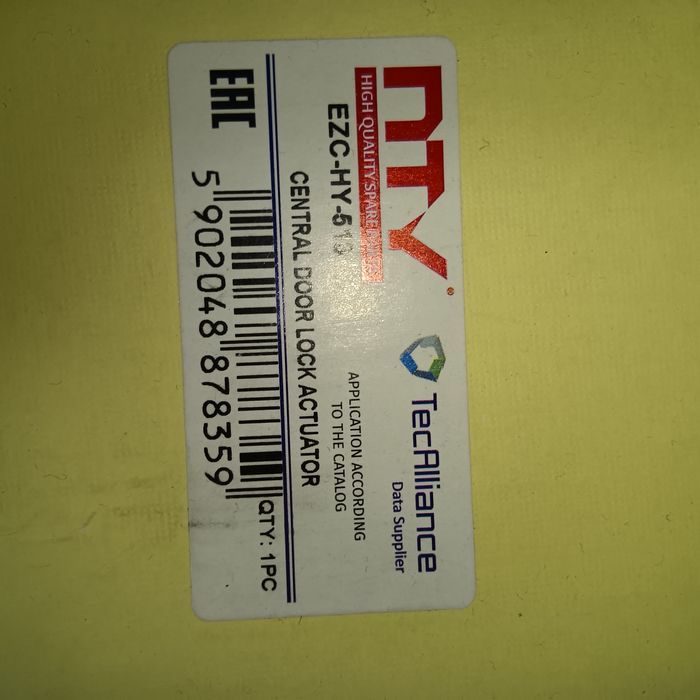 NTY®
HIGH QUALITY SPARE PARTS
TecAlliance
Data Supplier
EZC-HY-5
APPLICATION ACCORDING
TO THE CATALOG
CENTRAL DOOR LOCK ACTUATOR
EAC
QTY: 1PC
5 902048 878359